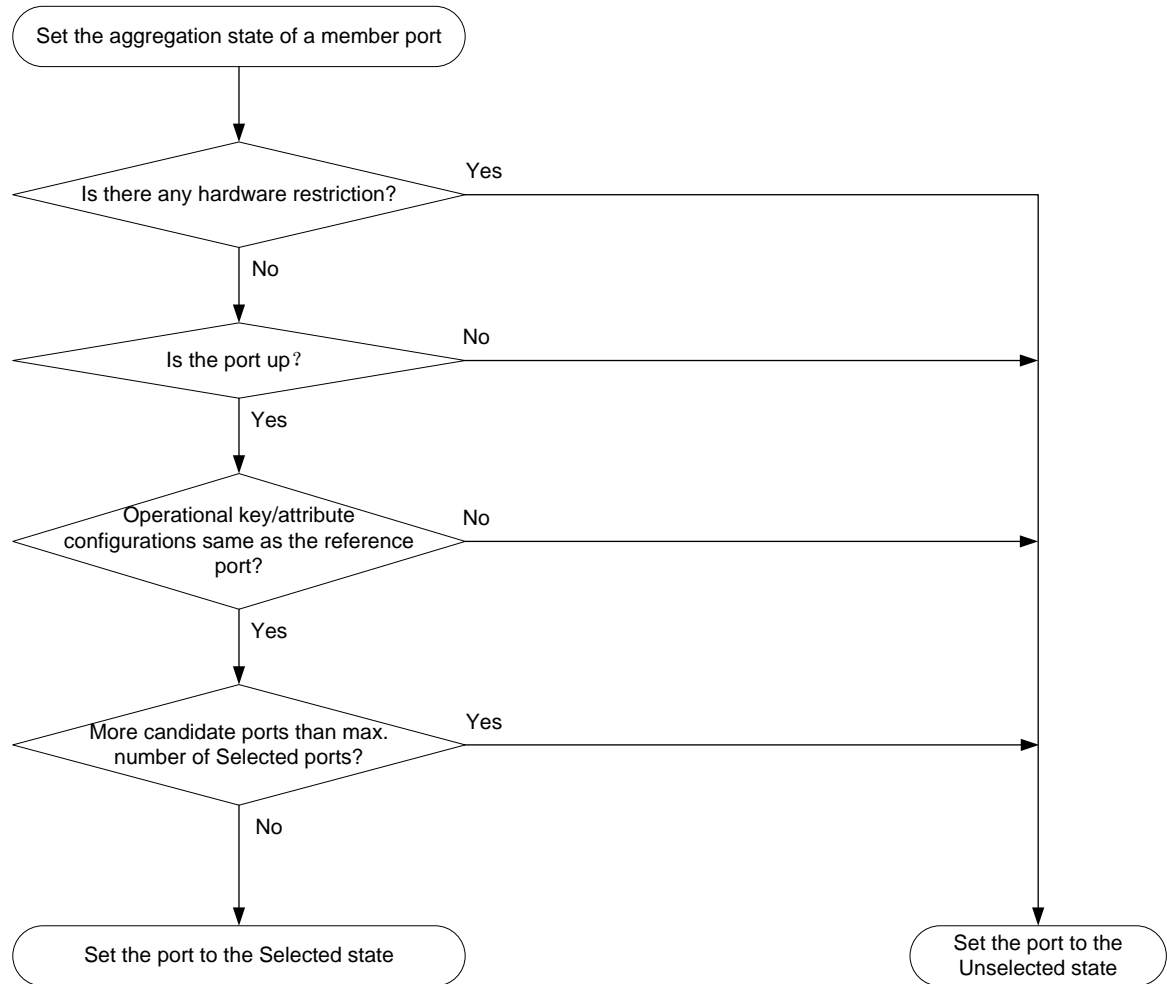 Set the aggregation state of a member port
Yes
Is there any hardware restriction?
No
No
Is the port up？
Yes
Operational key/attribute
configurations same as the reference
port?
No
Yes
More candidate ports than max.
number of Selected ports?
Yes
No
Set the port to the Selected state
Set the port to the
Unselected state